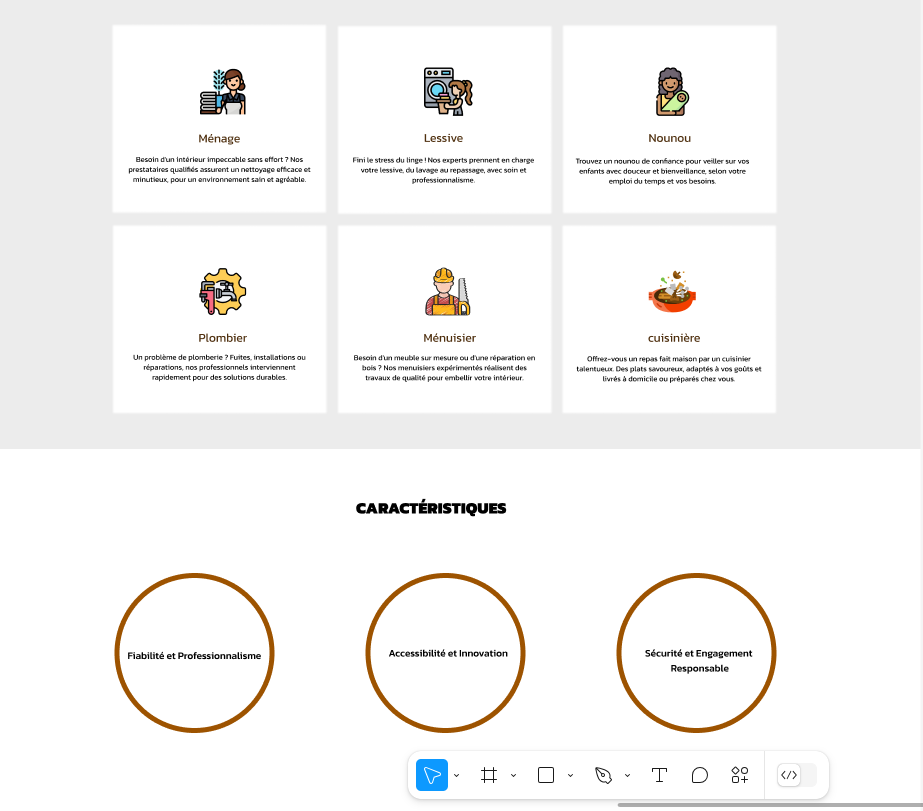 Ménage
Besoin d'un intérieur impeccable sans effort ? Nos
prestataires qualifiés assurent un nettoyage efficace et
minutieux, pour un environnement sain et agréable.
Lessive
Fini le stress du linge ! Nos experts prennent en charge
votre lessive, du lavage au repassage, avec soin et
professionnalisme.
Nounou
Trouvez un nounou de confiance pour veiller sur vos
enfants avec douceur et bienveillance, selon votre
emploi du temps et vos besoins.
Plombier
Un problème de plomberie ? Fuites, installations ou
réparations, nos professionnels interviennent
rapidement pour des solutions durables.
Ménuisier
Besoin d'un meuble sur mesure ou d'une réparation en
bois ? Nos menuisiers expérimentés réalisent des
travaux de qualité pour embellir votre intérieur.
cuisinière
Offrez-vous un repas fait maison par un cuisinier
talentueux. Des plats savoureux, adaptés à vos goûts et
livrés à domicile ou préparés chez vous.
CARACTÉRISTIQUES
Fiabilité et Professionnalisme
Accessibilité et Innovation
Sécurité et Engagement
Responsable